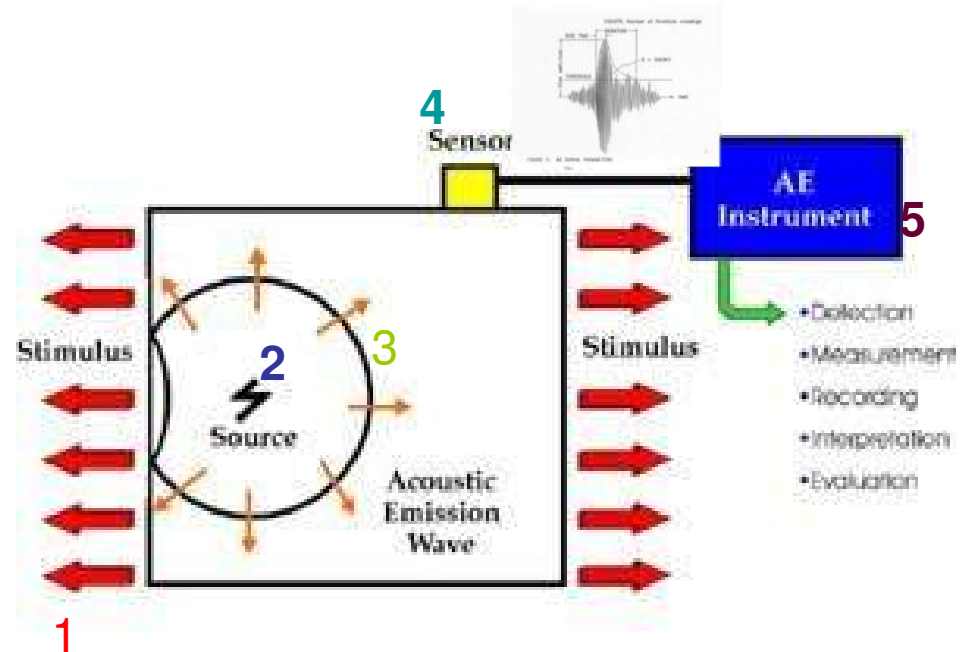 4
Sensor
AE
Instrument
5
•Detection
•Measurement
•Recording
•Interpretation
•Evaluation
Stimulus
2
3
Source
Stimulus
Acoustic
Emission
Wave
1